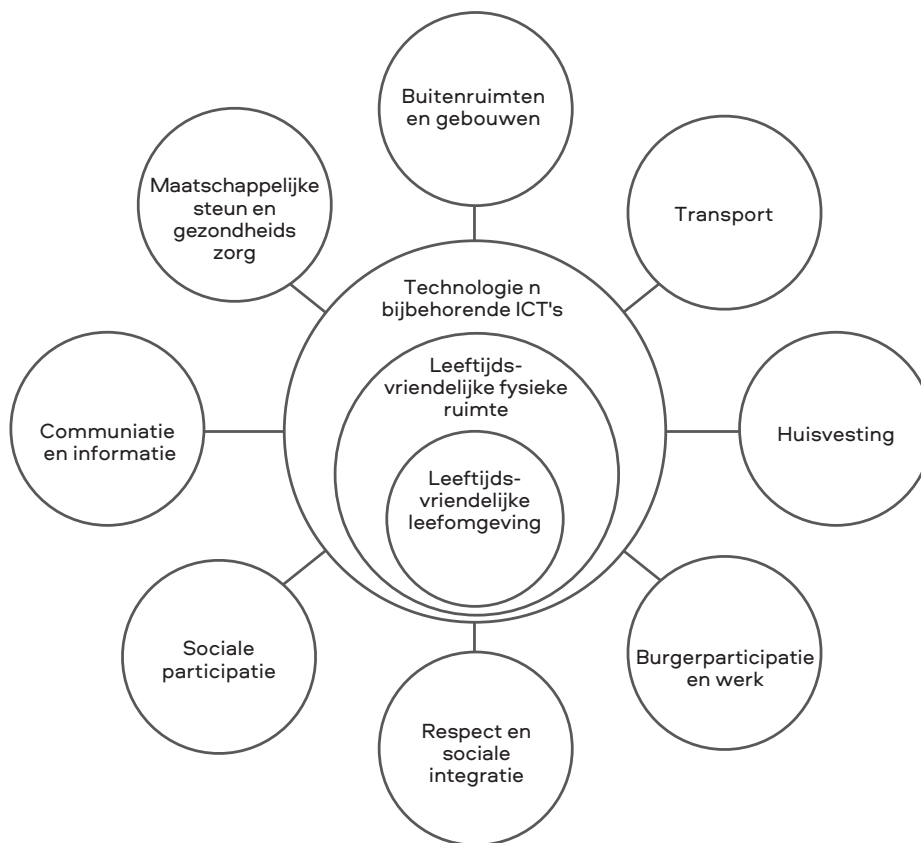 Buitenruimten
en gebouwen
Maatschappelijke
steun en
gezondheids
zorg
Transport
Technologie n
bijbehorende ICT's
Leeftijds-
vriendelijke fysieke
ruimte
Communiatie
en informatie
Huisvesting
Leeftijds-
vriendelijke
leefomgeving
Sociale
participatie
Burgerparticipatie
en werk
Respect en
sociale
integratie